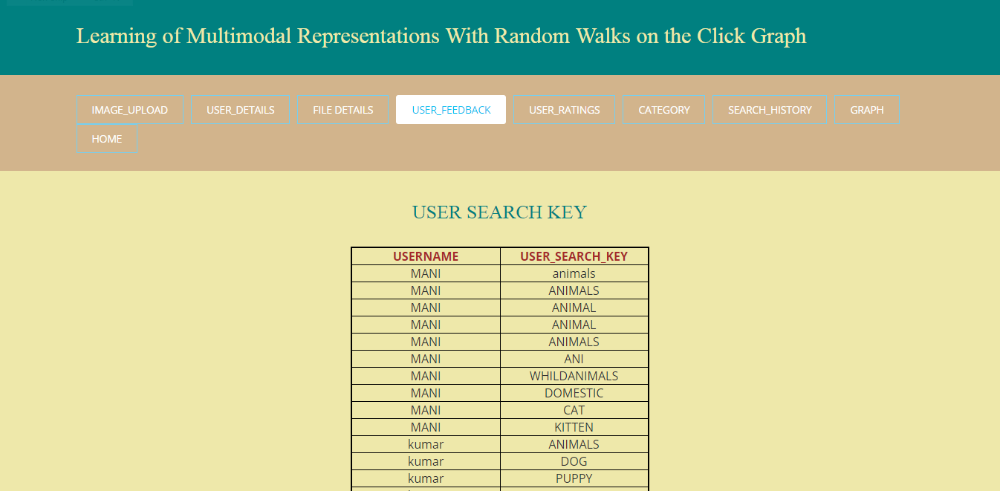 Learning of Multimodal Representations With Random Walks on the Click Graph
IMAGE_UPLOAD USER_DETAILS FILE DETAILS USER_FEEDBACK USER_RATINGS CATEGORY SEARCH_HISTORY GRAPH
HOME
USER SEARCH KEY
USERNAME USER_SEARCH_KEY
MANI animals
MANI ANIMALS
MANI ANIMAL
MANI ANIMAL
MANI ANIMALS
MANI ANI
MANI WHILDANIMALS
MANI DOMESTIC
MANI CAT
MANI KITTEN
kumar ANIMALS
kumar DOG
kumar PUPPY